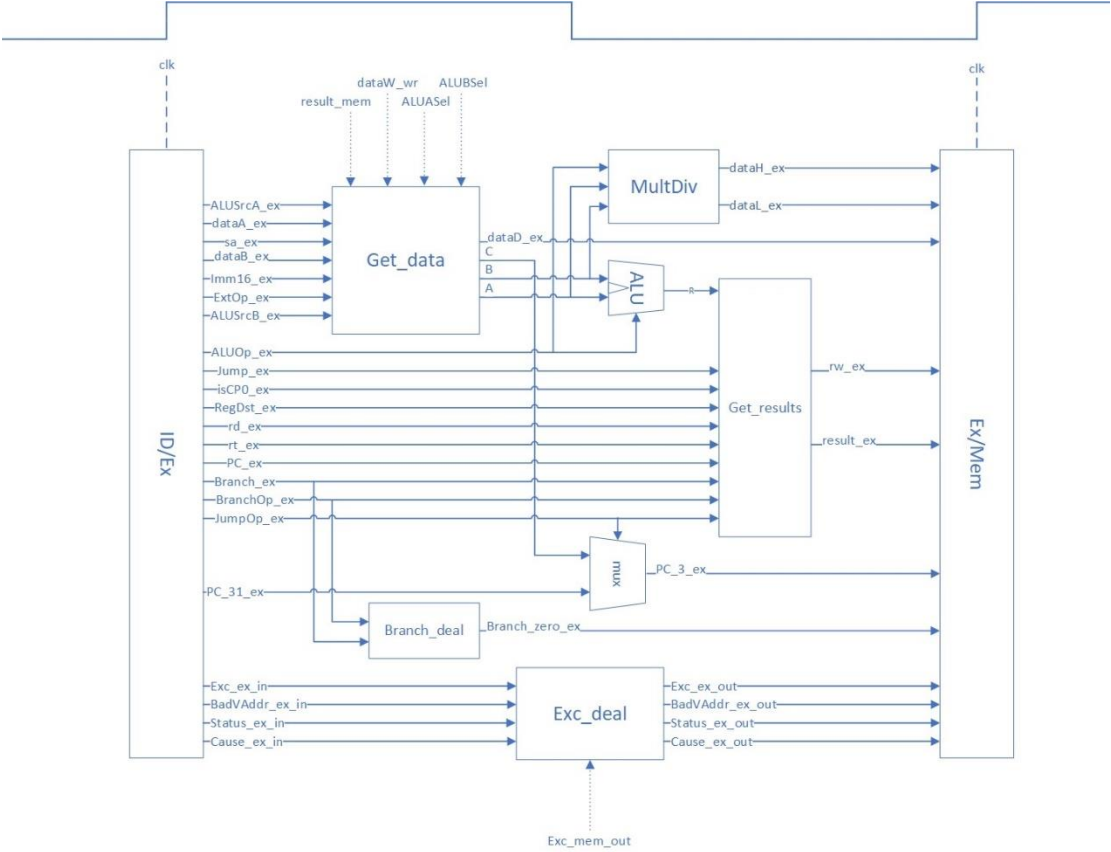 clk
clk
dataW_wr
ALUBSel
result_mem
ALUASel
ID/Ex
ALUSrcA_ex
dataA_ex
sa_ex
dataB_ex
Imm16_ex
ExtOp_ex
ALUSrcB_ex
ALUOp_ex
Jump_ex
isCP0_ex
RegDst_ex
rd_ex
rt_ex
PC_ex
Branch_ex
BranchOp_ex
JumpOp_ex
PC_31_ex
Exc_ex_in
BadVAddr_ex_in
Status_ex_in
Cause_ex_in
Get_data
dataD_ex
C
B
A
MultDiv
dataH_ex
dataL_ex
ALU
R
Get_results
rw_ex
result_ex
mux
PC_3_ex
Branch_deal
Branch_zero_ex
Exc_deal
Exc_ex_out
BadVAddr_ex_out
Status_ex_out
Cause_ex_out
Exc_mem_out
Ex/Mem